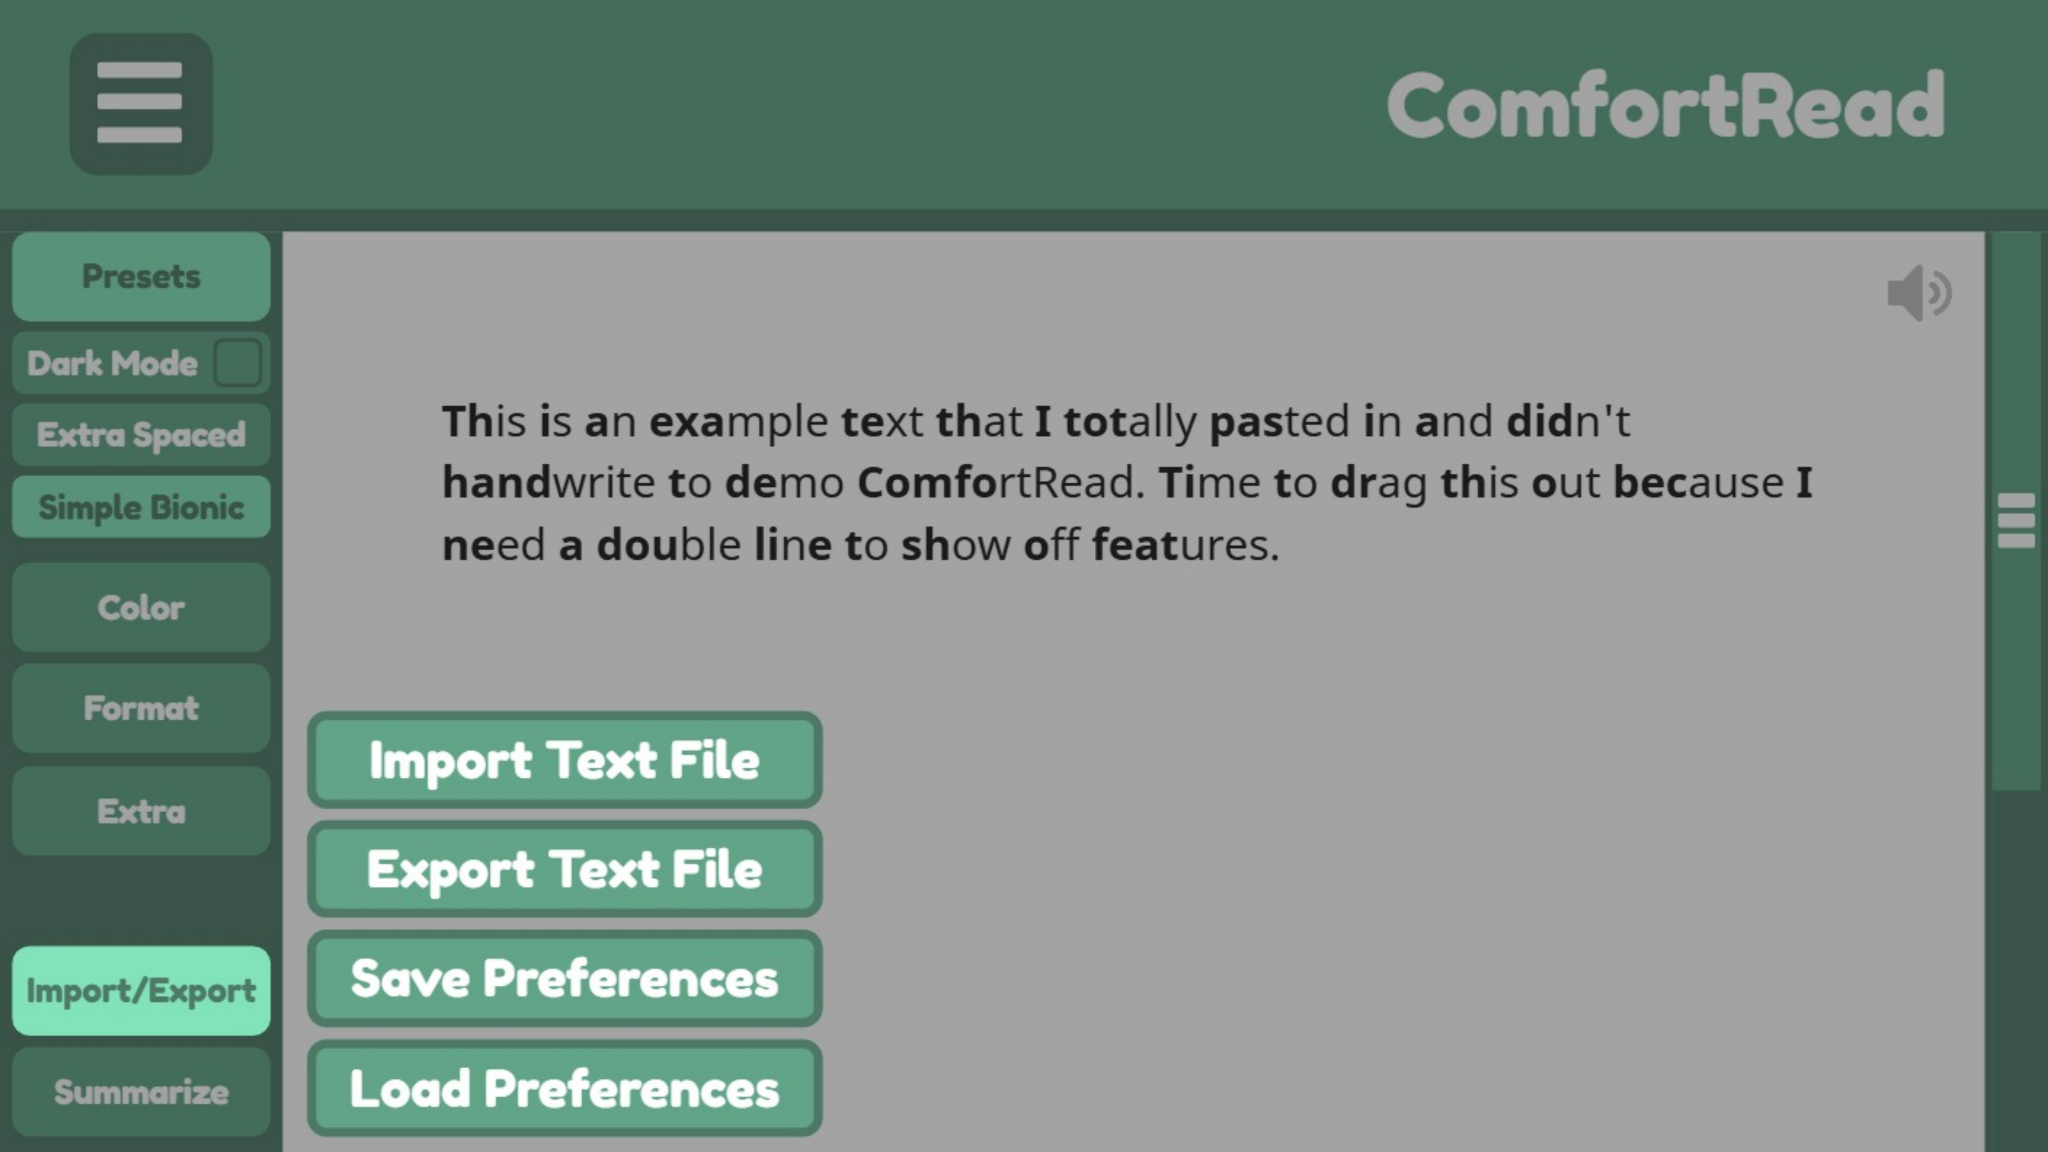 ComfortRead
Presets
Dark Mode
Extra Spaced
Simple Bionic
Color
Format
Extra
Import/Export
Summarize
This is an example text that I totally pasted in and didn't
handwrite to demo ComfortRead. Time to drag this out because I
need a double line to show off features.
Import Text File
Export Text File
Save Preferences
Load Preferences